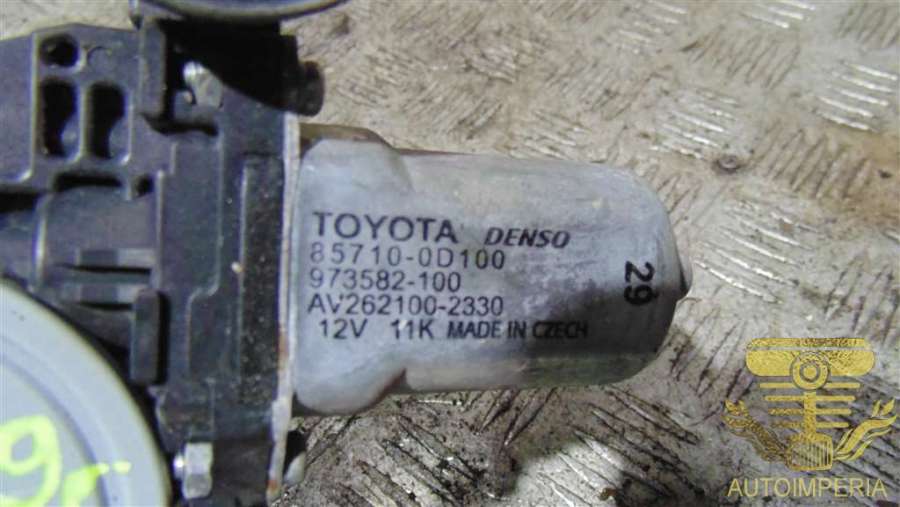 TOYOTA DENSO
85710-0D100
973582-100
AV262100-2330
12V 11K MADE IN CZECH
29
AUTOIMPERIA